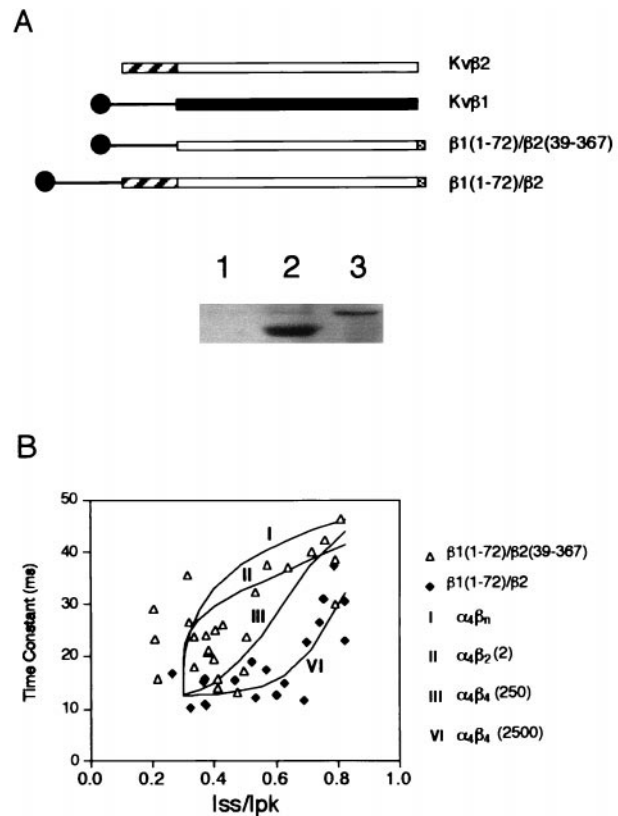 A
Kvβ2
Kvβ1
β1(1-72)/β2(39-367)
β1(1-72)/β2
1 2 3
B
50
40
30
20
10
0
Time Constant (ms)
I
II
III
VI
0.0 0.2 0.4 0.6 0.8 1.0
Iss/Ipk
β1(1-72)/β2(39-367)
β1(1-72)/β2
I α₄βₙ
II α₄β₂ (2)
III α₄β₄ (250)
VI α₄β₄ (2500)